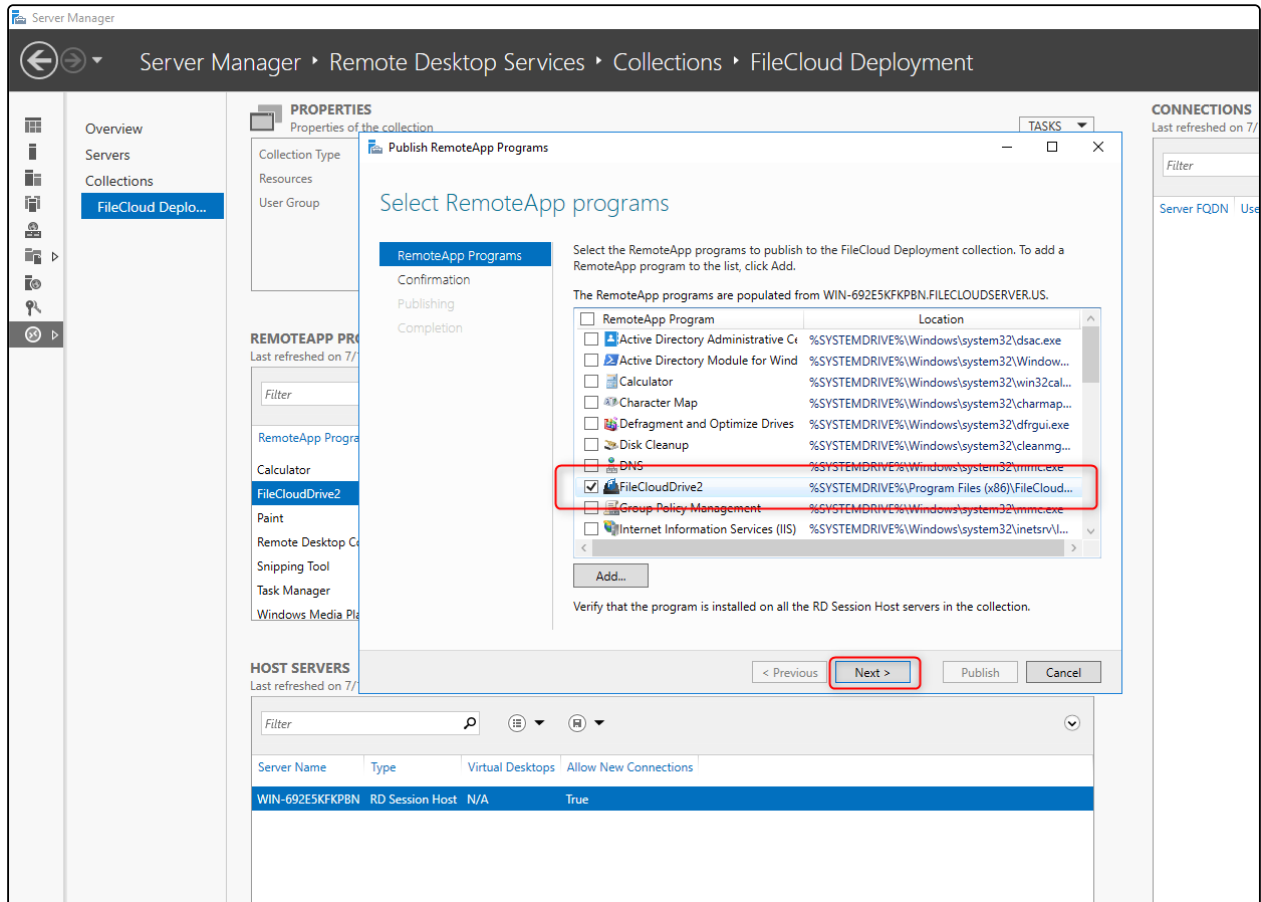 Server Manager
Server Manager ‣ Remote Desktop Services ‣ Collections ‣ FileCloud Deployment
Overview
Servers
Collections
FileCloud Deplo...
PROPERTIES
Properties of the collection
TASKS
Collection Type
Resources
User Group
CONNECTIONS
Last refreshed on 7/
Filter
Server FQDN Use
Publish RemoteApp Programs
Select RemoteApp programs
RemoteApp Programs
Confirmation
Publishing
Completion
Select the RemoteApp programs to publish to the FileCloud Deployment collection. To add a
RemoteApp program to the list, click Add.
The RemoteApp programs are populated from WIN-692E5KFKPBN.FILECLOUDSERVER.US.
RemoteApp Program Location
Active Directory Administrative Ce %SYSTEMDRIVE%\Windows\system32\dsac.exe
Active Directory Module for Wind %SYSTEMDRIVE%\Windows\system32\Window...
Calculator %SYSTEMDRIVE%\Windows\system32\win32cal...
Character Map %SYSTEMDRIVE%\Windows\system32\charmap...
Defragment and Optimize Drives %SYSTEMDRIVE%\Windows\system32\dfrgui.exe
Disk Cleanup %SYSTEMDRIVE%\Windows\system32\cleanmg...
DNS %SYSTEMDRIVE%\Windows\system32\mmc.exe
FileCloudDrive2 %SYSTEMDRIVE%\Program Files (x86)\FileCloud...
Group Policy Management %SYSTEMDRIVE%\Windows\system32\mmc.exe
Internet Information Services (IIS) %SYSTEMDRIVE%\Windows\system32\inetsrv\I...
Add...
Verify that the program is installed on all the RD Session Host servers in the collection.
< Previous
Next >
Publish
Cancel
REMOTEAPP PRO
Last refreshed on 7/
Filter
RemoteApp Progra
Calculator
FileCloudDrive2
Paint
Remote Desktop Co
Snipping Tool
Task Manager
Windows Media Pla
HOST SERVERS
Last refreshed on 7/
Filter
Server Name Type Virtual Desktops Allow New Connections
WIN-692E5KFKPBN RD Session Host N/A True